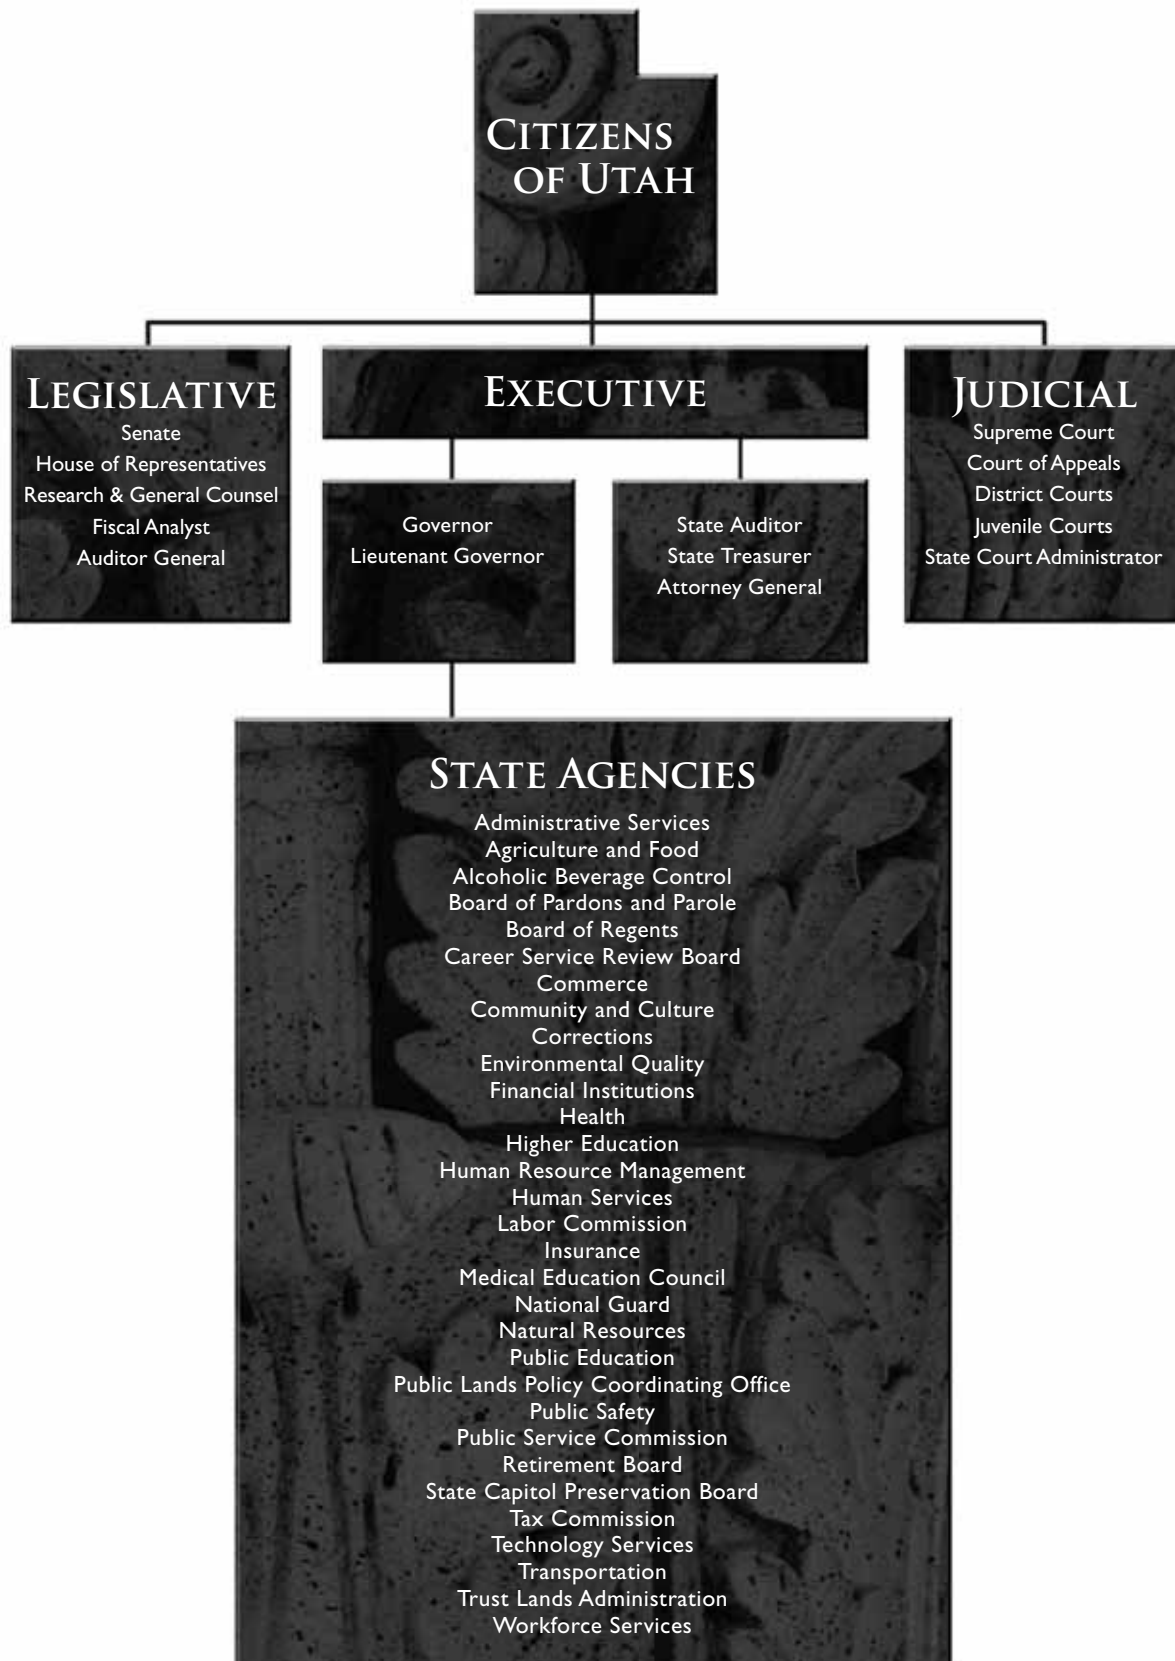 CITIZENS
OF UTAH
LEGISLATIVE
Senate
House of Representatives
Research & General Counsel
Fiscal Analyst
Auditor General
EXECUTIVE
Governor
Lieutenant Governor
State Auditor
State Treasurer
Attorney General
JUDICIAL
Supreme Court
Court of Appeals
District Courts
Juvenile Courts
State Court Administrator
STATE AGENCIES
Administrative Services
Agriculture and Food
Alcoholic Beverage Control
Board of Pardons and Parole
Board of Regents
Career Service Review Board
Commerce
Community and Culture
Corrections
Environmental Quality
Financial Institutions
Health
Higher Education
Human Resource Management
Human Services
Labor Commission
Insurance
Medical Education Council
National Guard
Natural Resources
Public Education
Public Lands Policy Coordinating Office
Public Safety
Public Service Commission
Retirement Board
State Capitol Preservation Board
Tax Commission
Technology Services
Transportation
Trust Lands Administration
Workforce Services